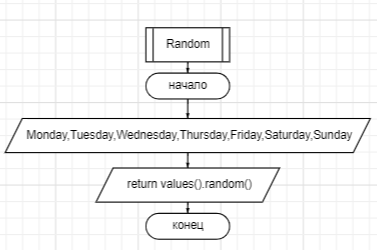 Random
начало
Monday,Tuesday,Wednesday,Thursday,Friday,Saturday,Sunday
return values().random()
конец